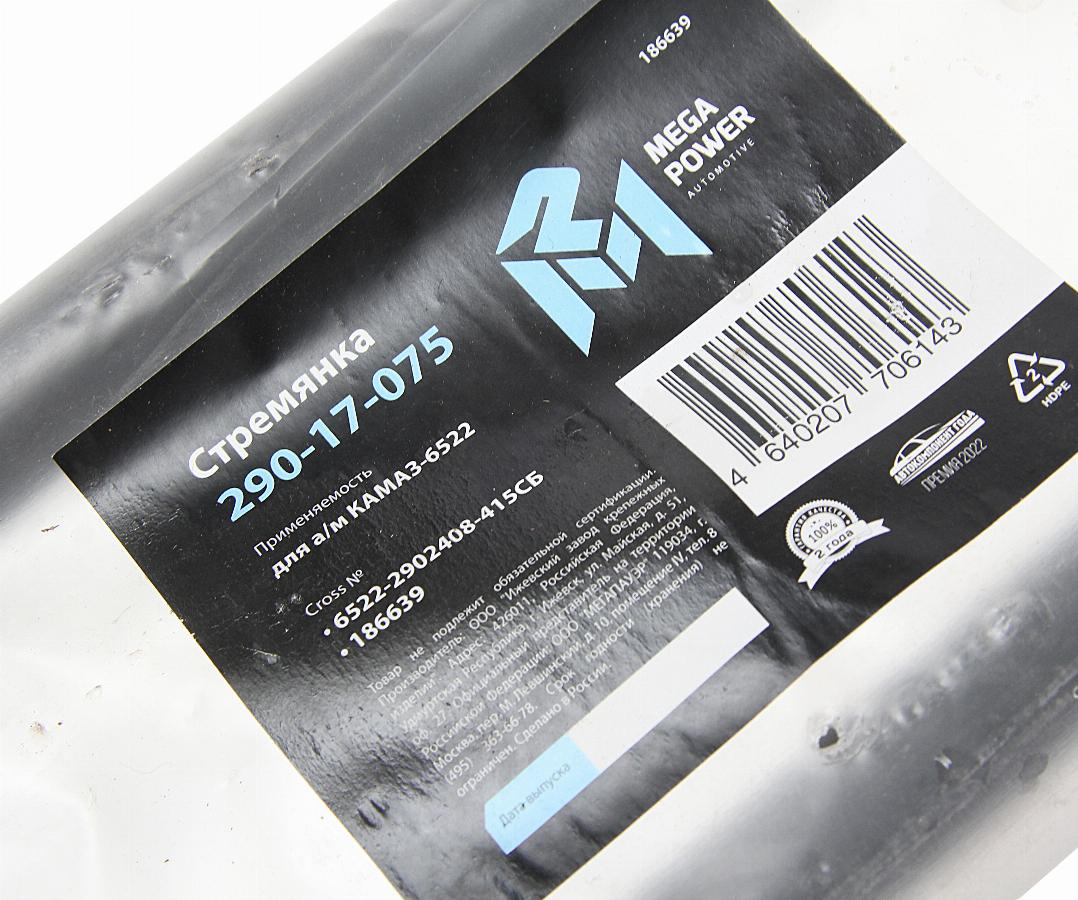 186639
MEGA
POWER
AUTOMOTIVE
Стремянка
290-17-075
Применяемость
для а/м КАМАЗ-6522
Cross №
• 6522-2902408-415СБ
• 186639
Товар не подлежит обязательной сертификации.
Производитель: ООО "Ижевский завод крепежных
изделий". Адрес: 426011, Российская Федерация,
Удмуртская Республика, г. Ижевск, ул. Майская, д. 51,
оф. 27. Официальный представитель на территории
Российской Федерации: ООО "МЕГАПАУЭР" 119034, г.
Москва, пер. М. Левшинский, д. 10, помещение IV, тел. 8
(495) 363-66-78. Срок годности (хранения) не
ограничен. Сделано в России.
Дата выпуска
4 640207 706143
2
HDPE
АВТОКОМПОНЕНТ ГОДА
ПРЕМИЯ 2022
ГАРАНТИЯ КАЧЕСТВА
100%
2 года